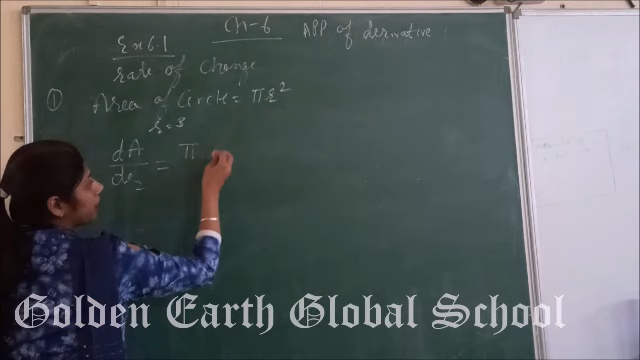 Ch-6 APP of derivative
Ex 6.1
rate of Change
① Area of Circle = πr²
r = 3
dA/dr = π
Golden Earth Global School